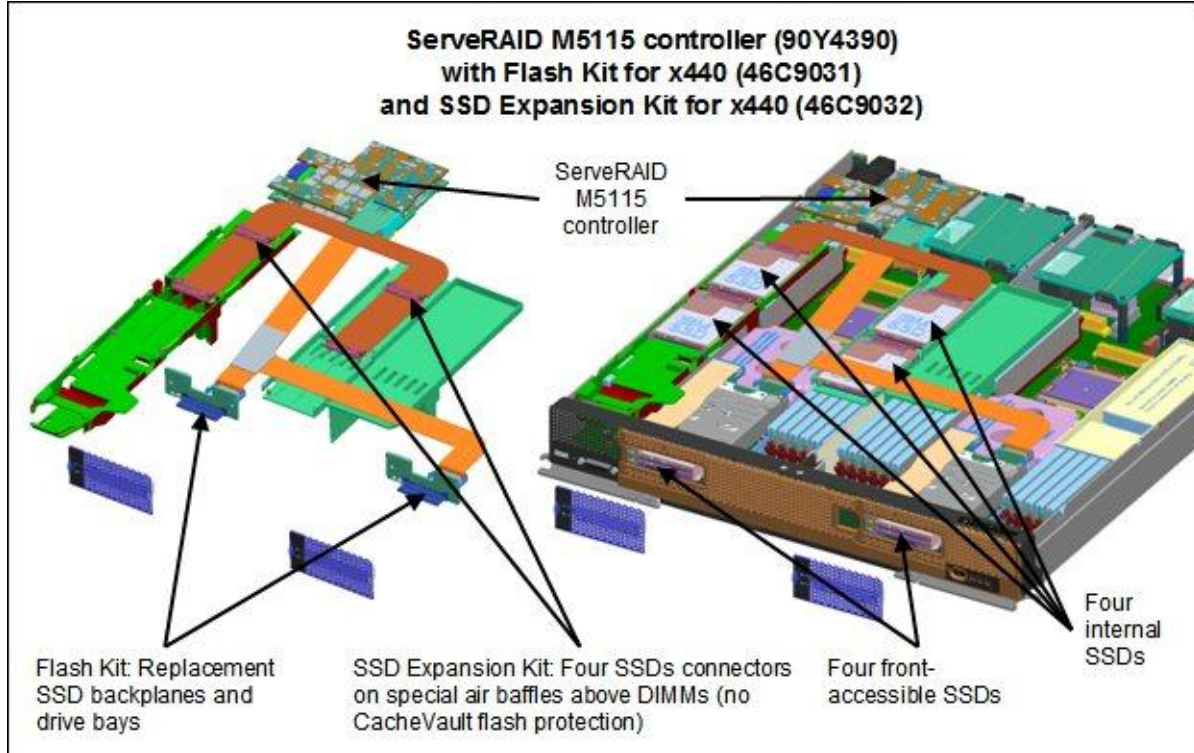 ServeRAID M5115 controller (90Y4390)
with Flash Kit for x440 (46C9031)
and SSD Expansion Kit for x440 (46C9032)
ServeRAID
M5115
controller
Flash Kit: Replacement
SSD backplanes and
drive bays
SSD Expansion Kit: Four SSDs connectors
on special air baffles above DIMMs (no
CacheVault flash protection)
Four front-
accessible SSDs
Four
internal
SSDs